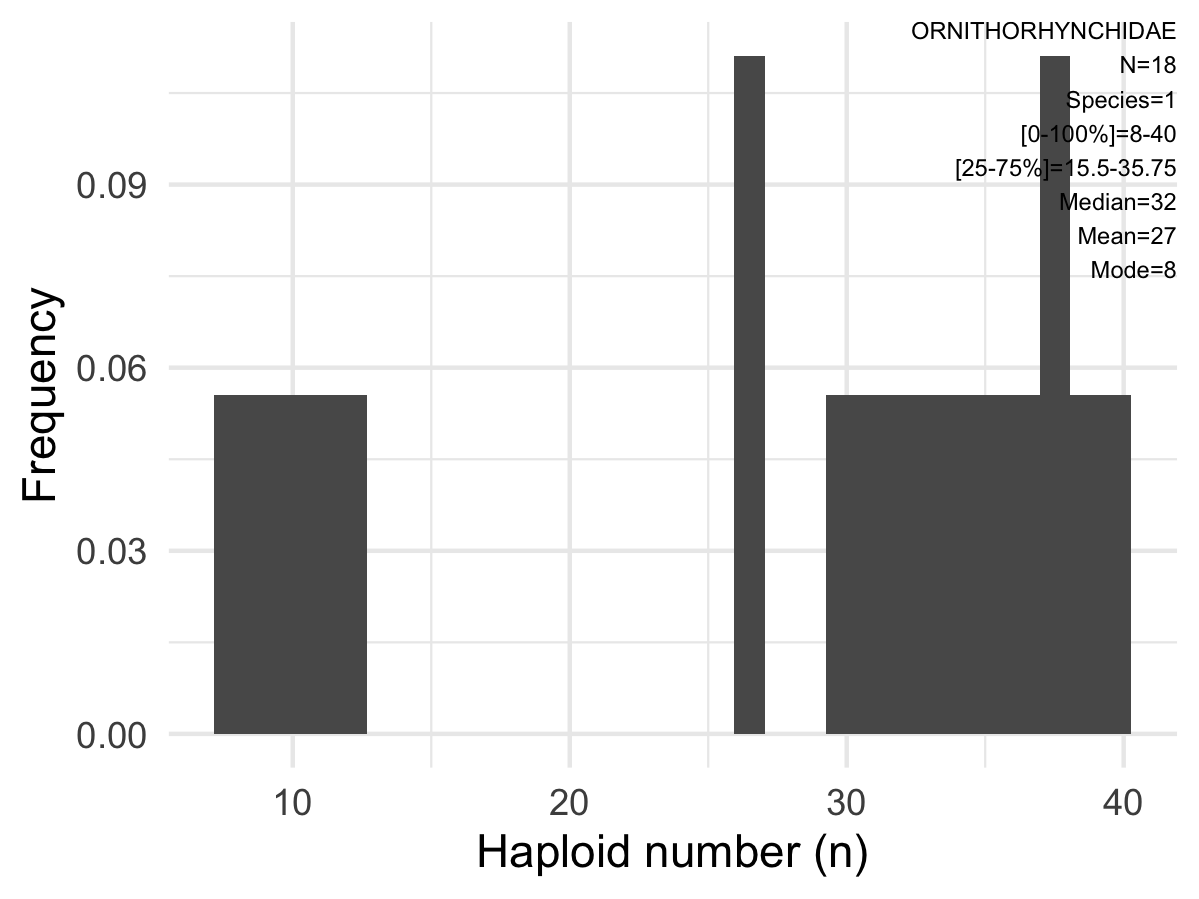 ORNITHORHYNCHIDAE
N=18
Species=1
[0-100%]=8-40
[25-75%]=15.5-35.75
Median=32
Mean=27
Mode=8
Frequency
0.09
0.06
0.03
0.00
10 20 30 40
Haploid number (n)